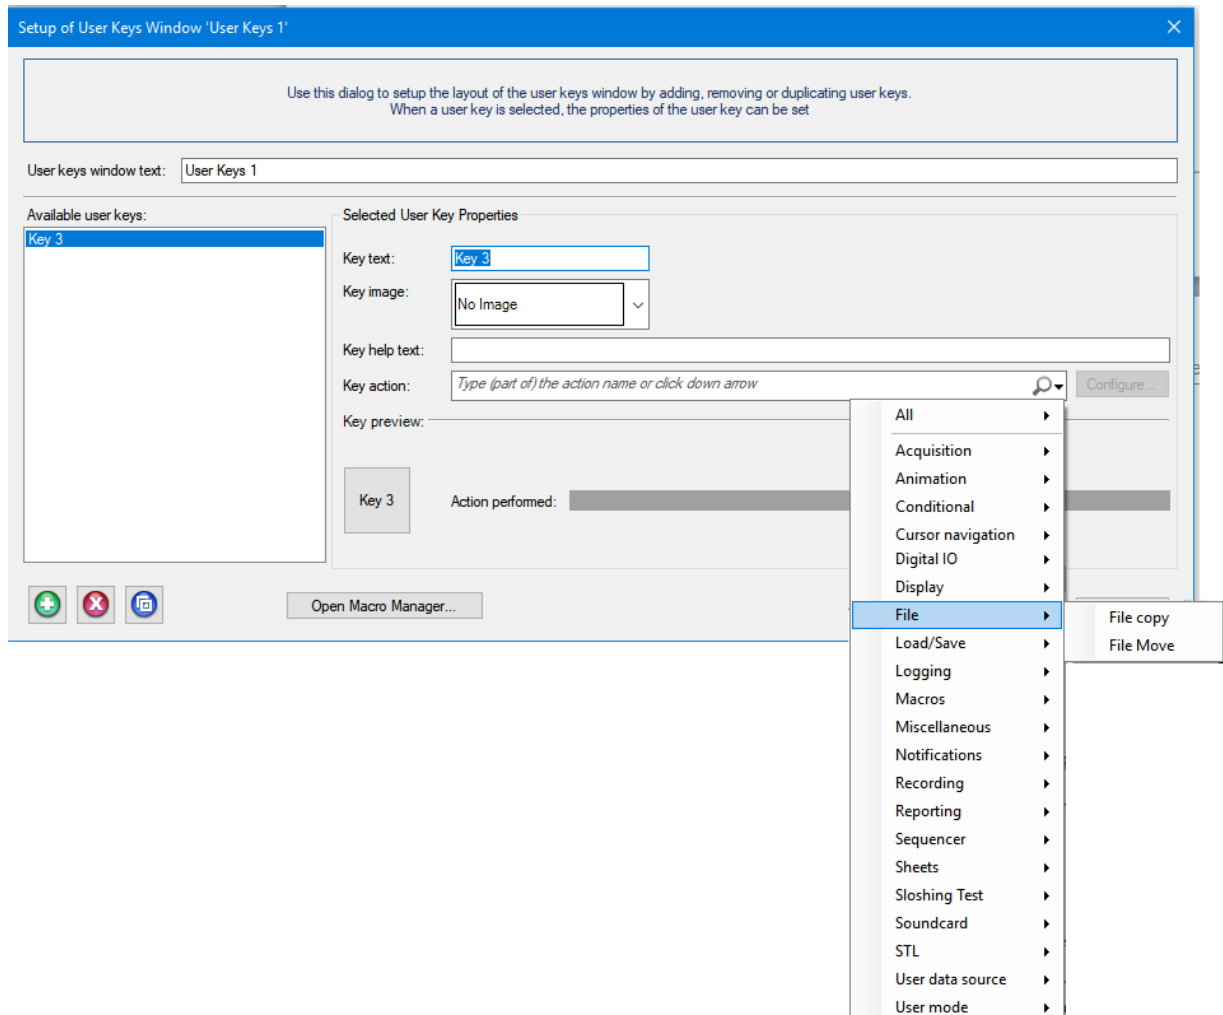 Setup of User Keys Window 'User Keys 1'
Use this dialog to setup the layout of the user keys window by adding, removing or duplicating user keys.
When a user key is selected, the properties of the user key can be set
User keys window text:
User Keys 1
Available user keys:
Key 3
Selected User Key Properties
Key text:
Key 3
Key image:
No Image
Key help text:
Key action:
Type (part of) the action name or click down arrow
Configure...
Key preview:
Key 3
Action performed:
Open Macro Manager...
All
Acquisition
Animation
Conditional
Cursor navigation
Digital IO
Display
File
File copy
File Move
Load/Save
Logging
Macros
Miscellaneous
Notifications
Recording
Reporting
Sequencer
Sheets
Sloshing Test
Soundcard
STL
User data source
User mode